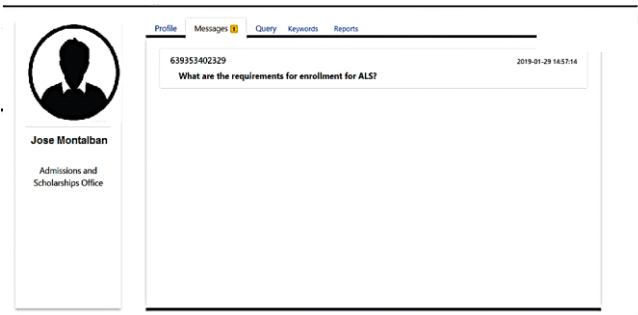 Profile Messages 1 Query Keywords Reports
639353402329 2019-01-29 14:57:14
What are the requirements for enrollment for ALS?
Jose Montalban
Admissions and
Scholarships Office